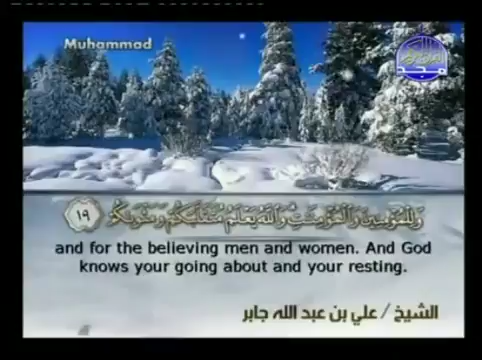 Muhammad
وَلِلْمُؤْمِنِينَ وَالْمُؤْمِنَاتِ وَاللَّهُ يَعْلَمُ مُتَقَلَّبَكُمْ وَمَثْوَاكُمْ ١٩
and for the believing men and women. And God
knows your going about and your resting.
الشيخ / علي بن عبد الله جابر